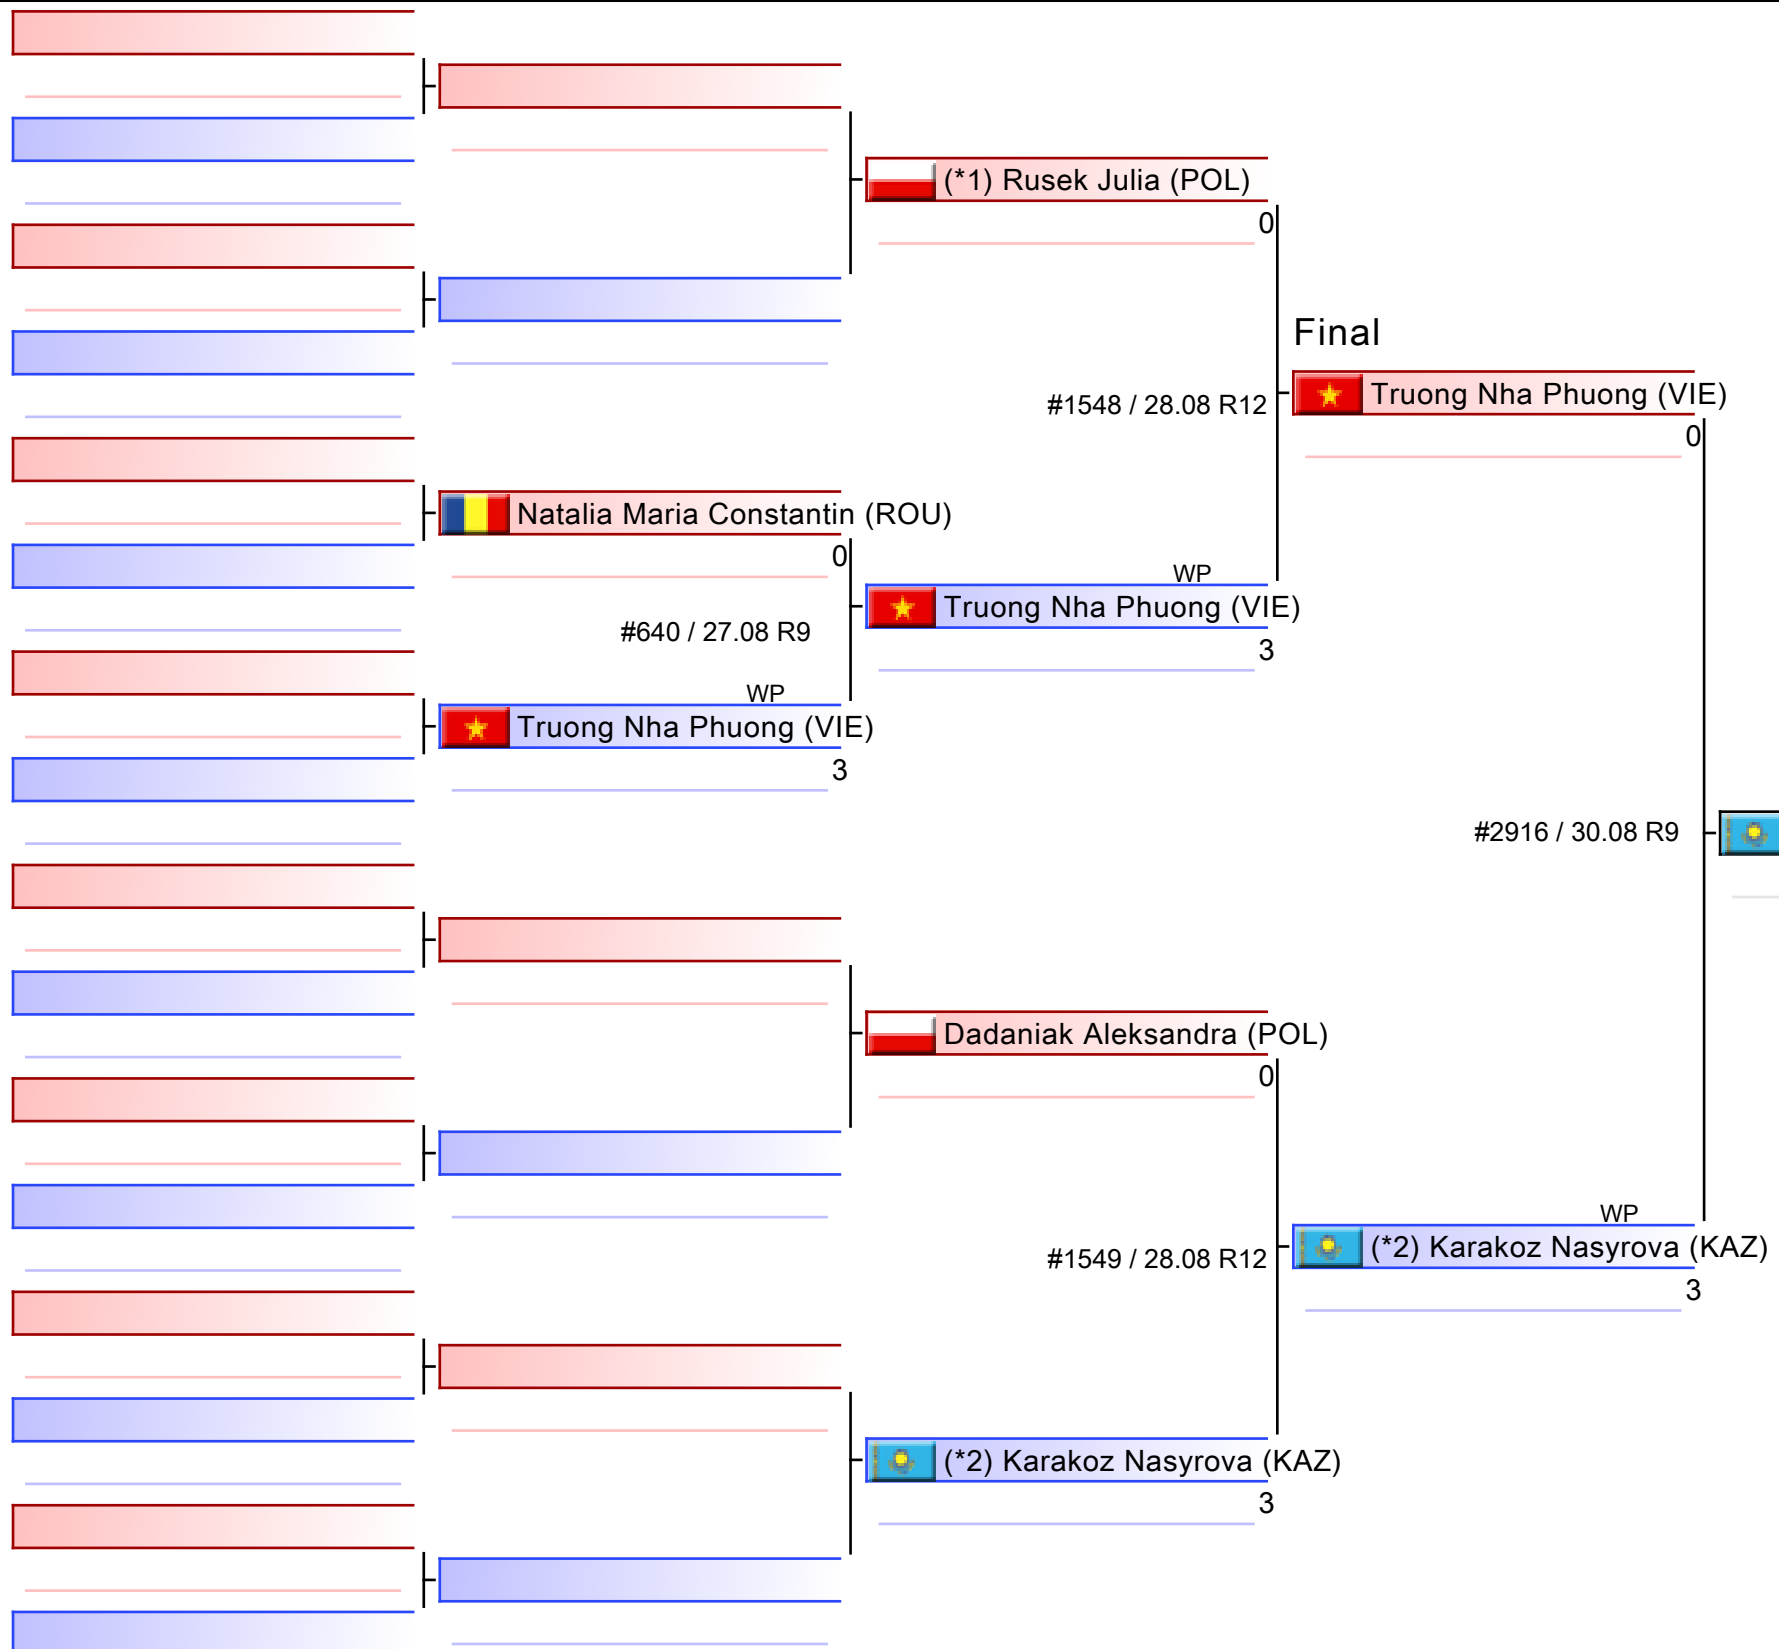 (*1) Rusek Julia (POL)
0
Final
#1548 / 28.08 R12
Truong Nha Phuong (VIE)
0
Natalia Maria Constantin (ROU)
0
WP
Truong Nha Phuong (VIE)
3
#640 / 27.08 R9
WP
Truong Nha Phuong (VIE)
3
#2916 / 30.08 R9
Dadaniak Aleksandra (POL)
0
WP
(*2) Karakoz Nasyrova (KAZ)
3
#1549 / 28.08 R12
(*2) Karakoz Nasyrova (KAZ)
3